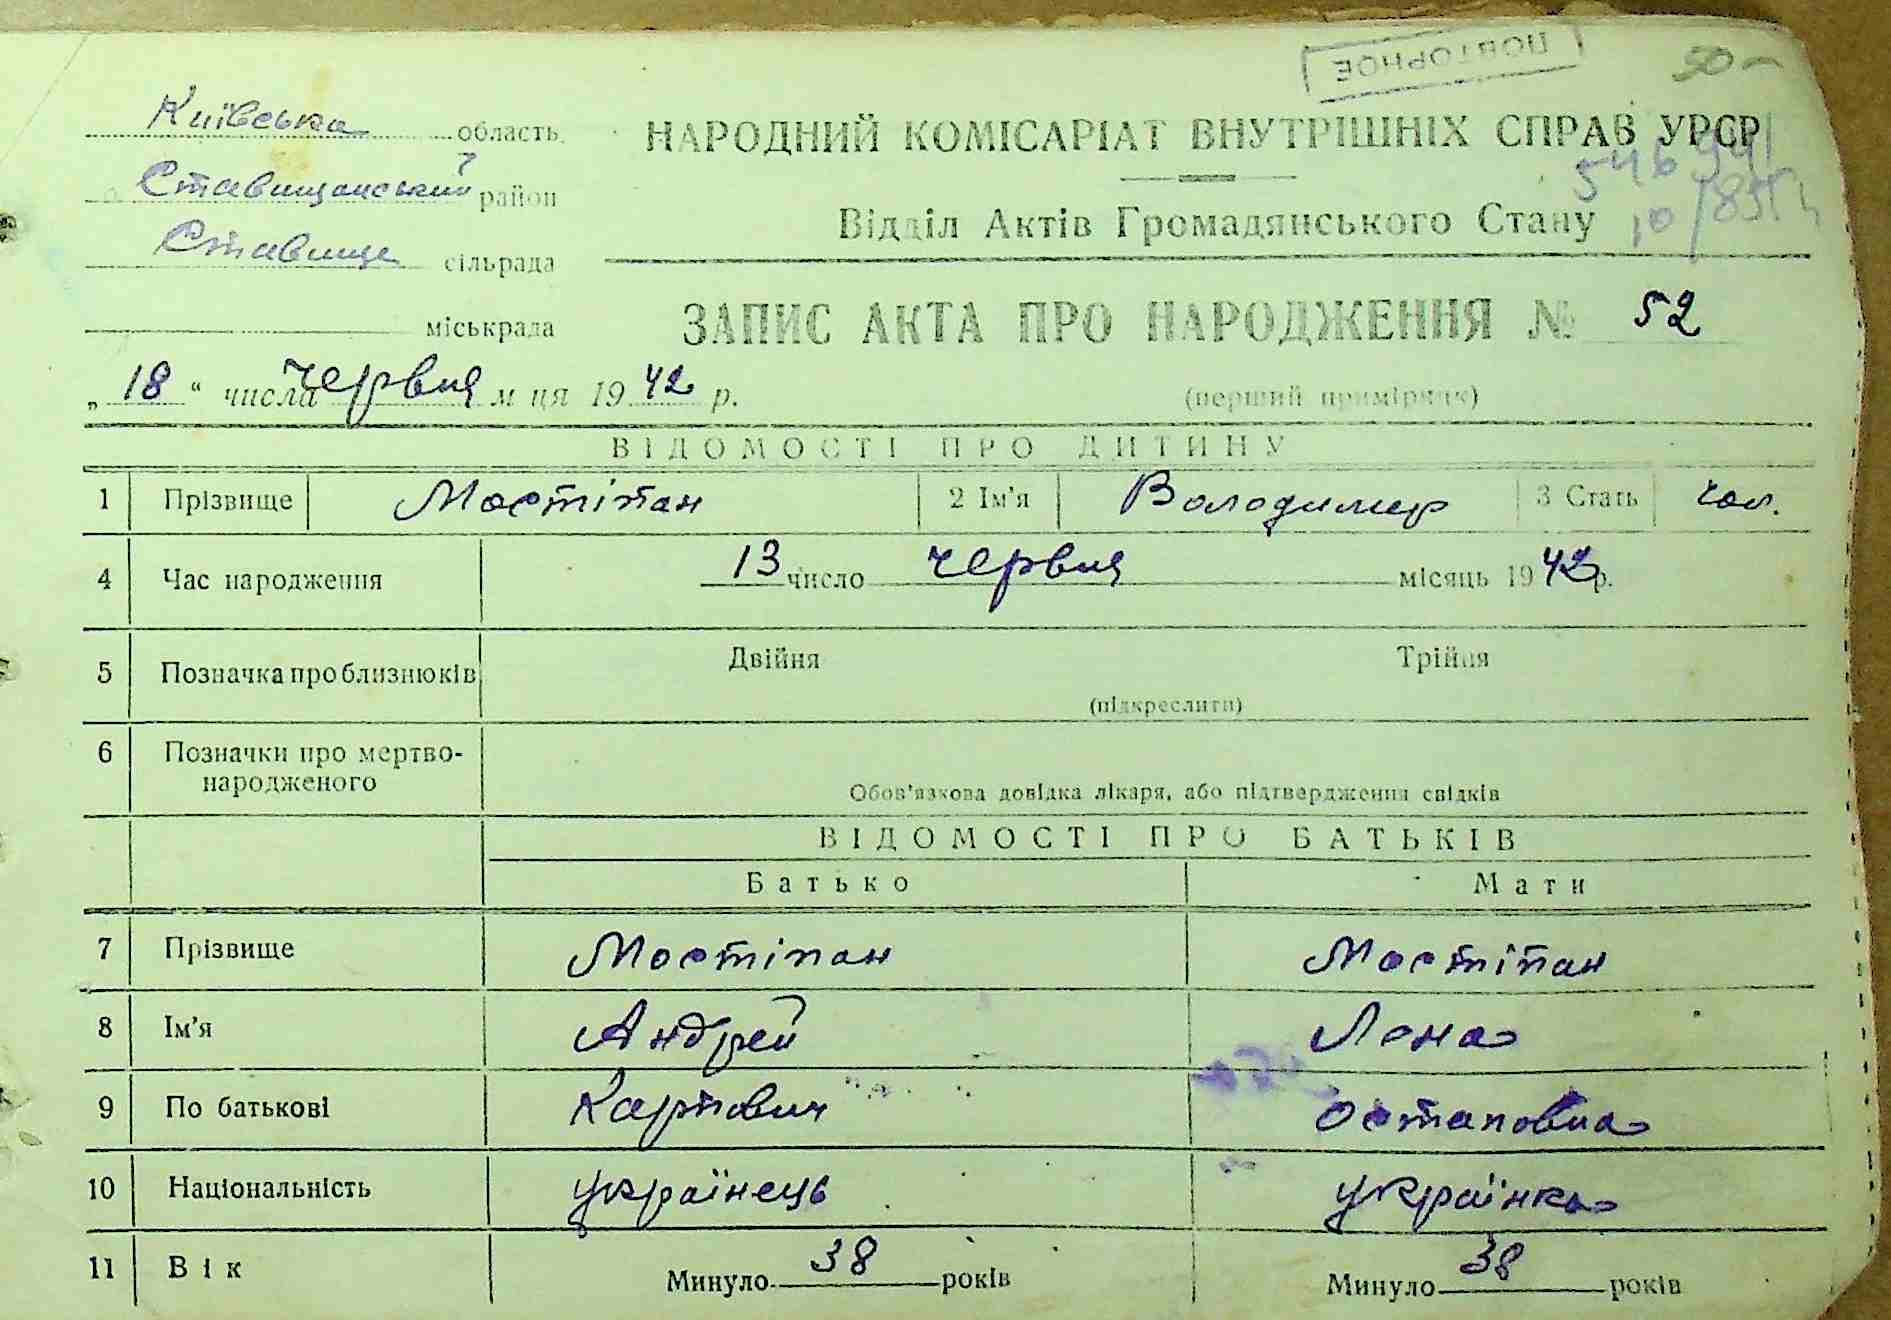 ПОВТОРНОЕ
50-
Київська область
Ставищанський район
Ставище сільрада
міськрада
НАРОДНИЙ КОМІСАРІАТ ВНУТРІШНІХ СПРАВ УРСР
Відділ Актів Громадянського Стану
ЗАПИС АКТА ПРО НАРОДЖЕННЯ № 52
„18“ числа червня м ця 1942 р.
(перший примірник)
ВІДОМОСТІ ПРО ДИТИНУ
1 Прізвище Мостіпан 2 Ім'я Володимир 3 Стать чол.
4 Час народження 13 число червня місяць 1942р.
5 Позначка про близнюків Двійня Трійня
(підкреслити)
6 Позначки про мертво-
народженого
Обов'язкова довідка лікаря, або підтвердження свідків
ВІДОМОСТІ ПРО БАТЬКІВ
Батько Мати
7 Прізвище Мостіпан Мостіпан
8 Ім'я Андрей Лена
9 По батькові Карпович Остаповна
10 Національність українець українка
11 Вік Минуло 38 років Минуло 38 років